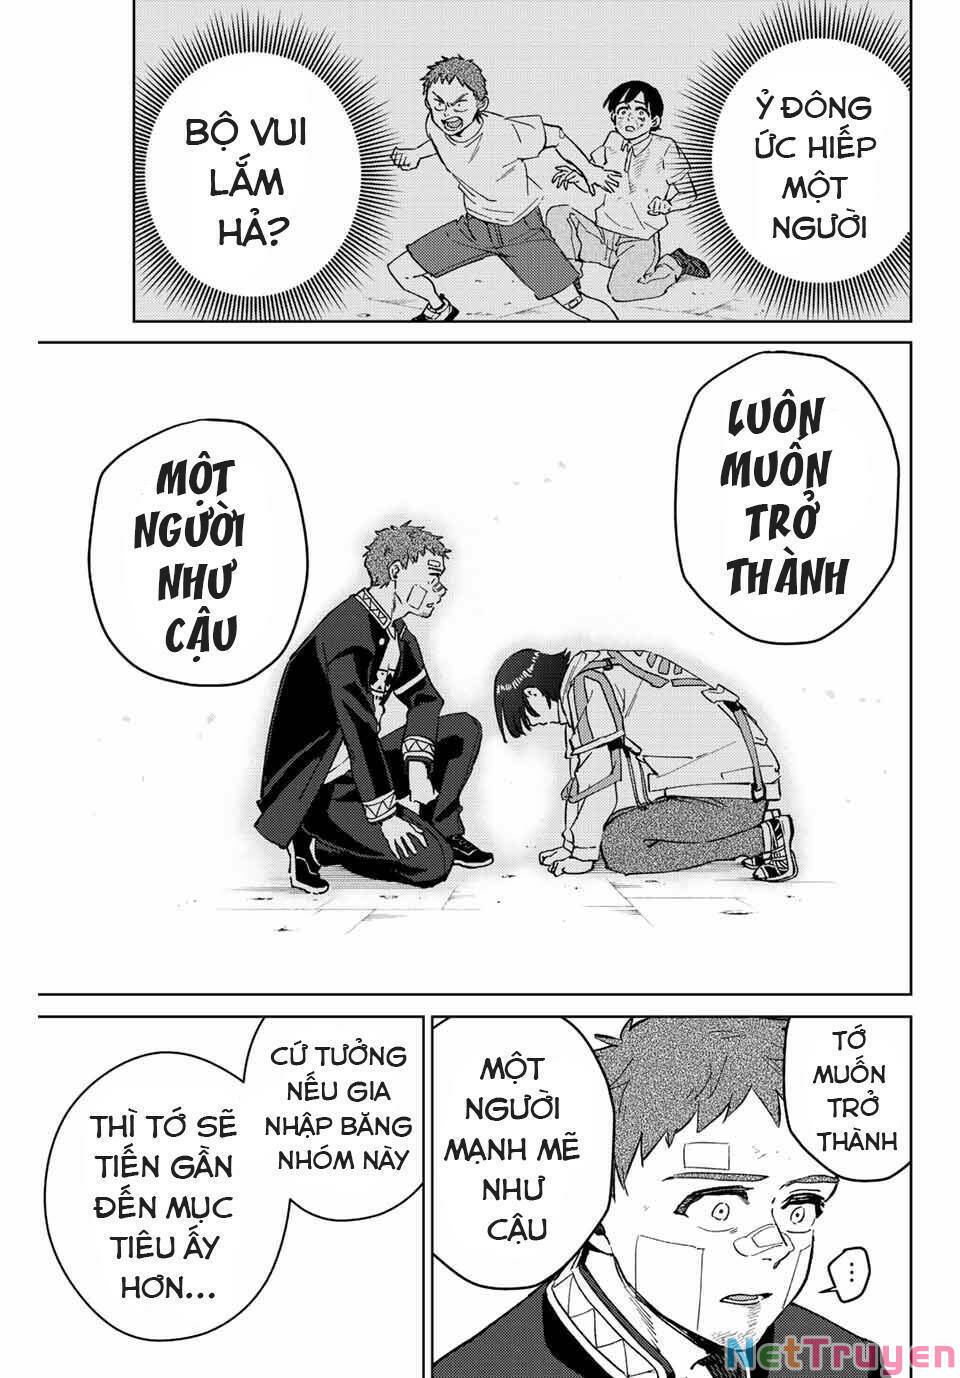 Ỷ ĐÔNG
ỨC HIẾP
MỘT
NGƯỜI
BỘ VUI
LẮM
HẢ?
LUÔN
MUỐN
TRỞ
THÀNH
MỘT
NGƯỜI
NHƯ
CẬU
TỚ
MUỐN
TRỞ
THÀNH
...
MỘT
NGƯỜI
MẠNH MẼ
NHƯ
CẬU
CỨ TƯỞNG
NẾU GIA
NHẬP BĂNG
NHÓM NÀY
THÌ TỚ SẼ
TIẾN GẦN
ĐẾN MỤC
TIÊU ẤY
HƠN...
NetTruyen